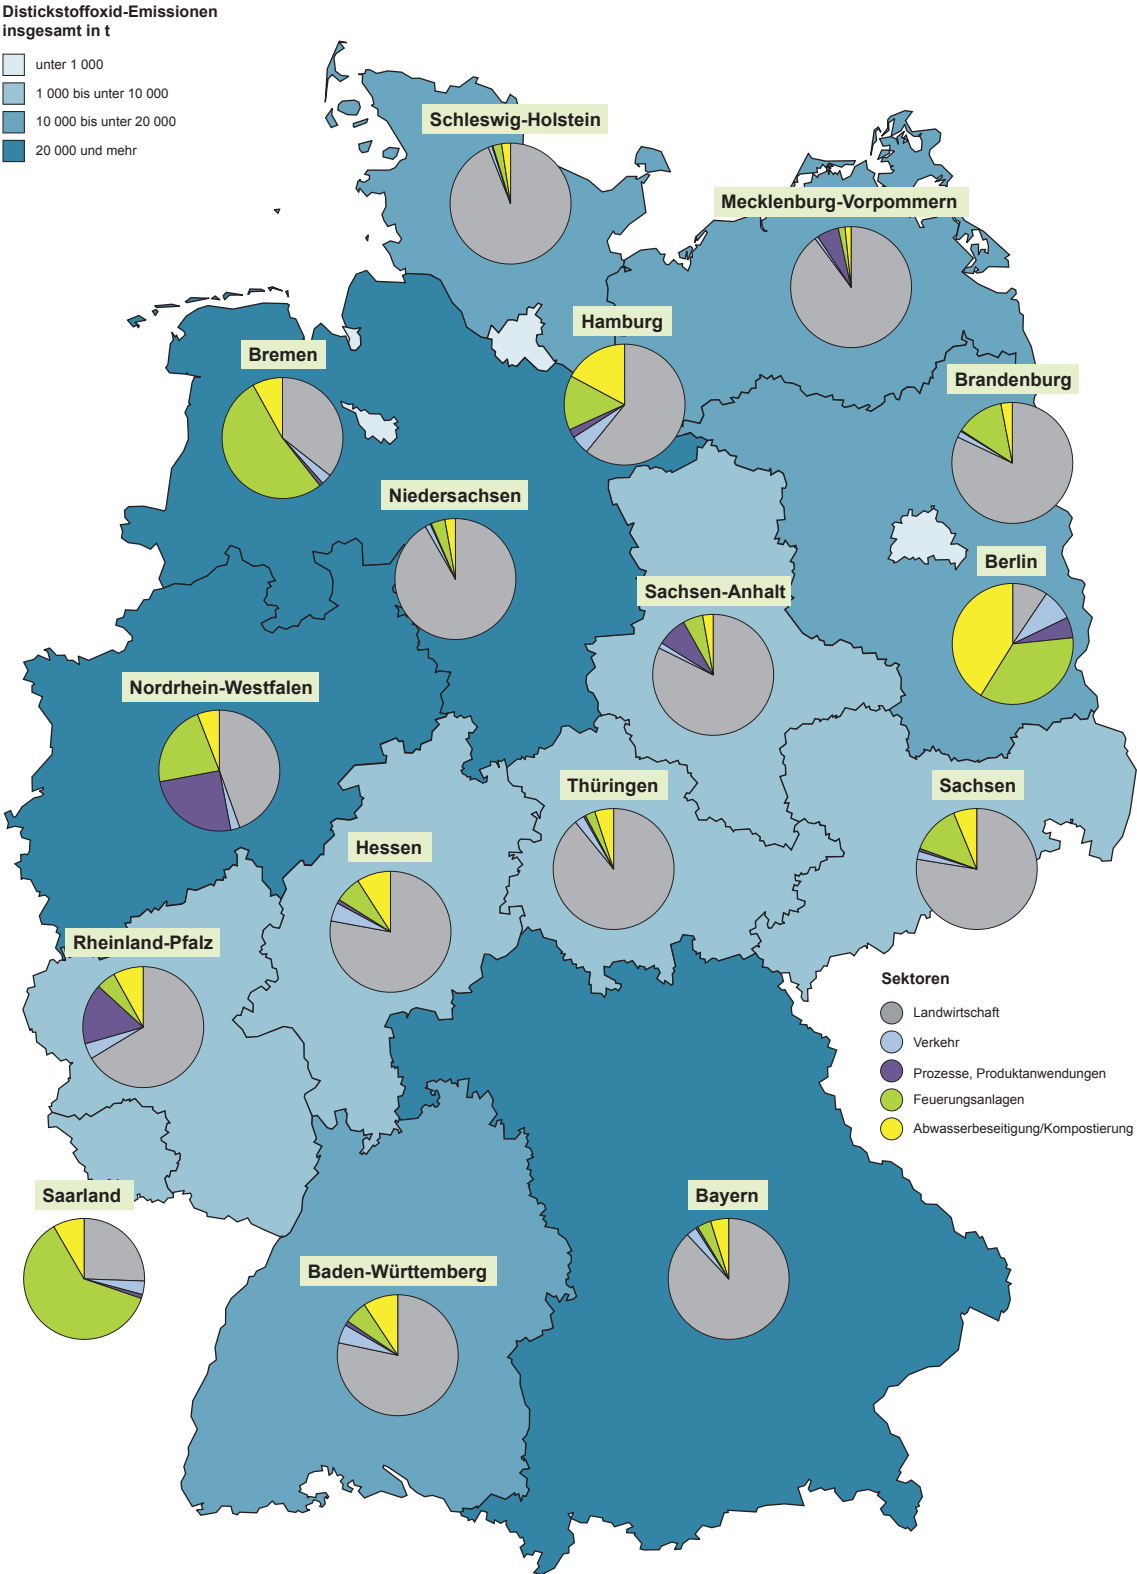 Distickstoffoxid-Emissionen
insgesamt in t
unter 1 000
1 000 bis unter 10 000
10 000 bis unter 20 000
20 000 und mehr
Schleswig-Holstein
Mecklenburg-Vorpommern
Hamburg
Bremen
Brandenburg
Niedersachsen
Berlin
Sachsen-Anhalt
Nordrhein-Westfalen
Thüringen
Sachsen
Hessen
Rheinland-Pfalz
Sektoren
Landwirtschaft
Verkehr
Prozesse, Produktanwendungen
Feuerungsanlagen
Abwasserbeseitigung/Kompostierung
Saarland
Bayern
Baden-Württemberg